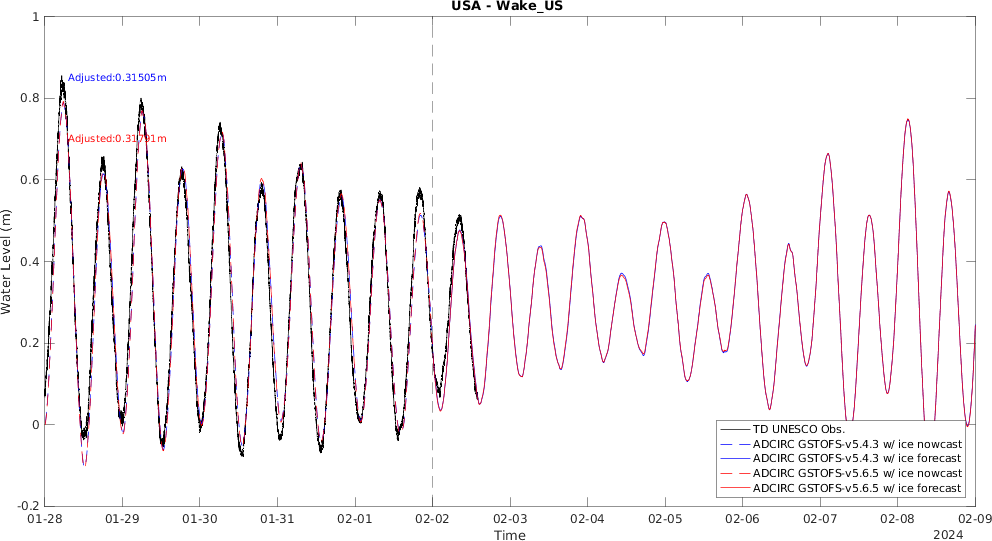 USA - Wake_US
Water Level (m)
1
0.8
0.6
0.4
0.2
0
-0.2
Adjusted:0.31505m
Adjusted:0.31791m
TD UNESCO Obs.
ADCIRC GSTOFS-v5.4.3 w/ ice nowcast
ADCIRC GSTOFS-v5.4.3 w/ ice forecast
ADCIRC GSTOFS-v5.6.5 w/ ice nowcast
ADCIRC GSTOFS-v5.6.5 w/ ice forecast
01-28 01-29 01-30 01-31 02-01 02-02 02-03 02-04 02-05 02-06 02-07 02-08 02-09
Time
2024